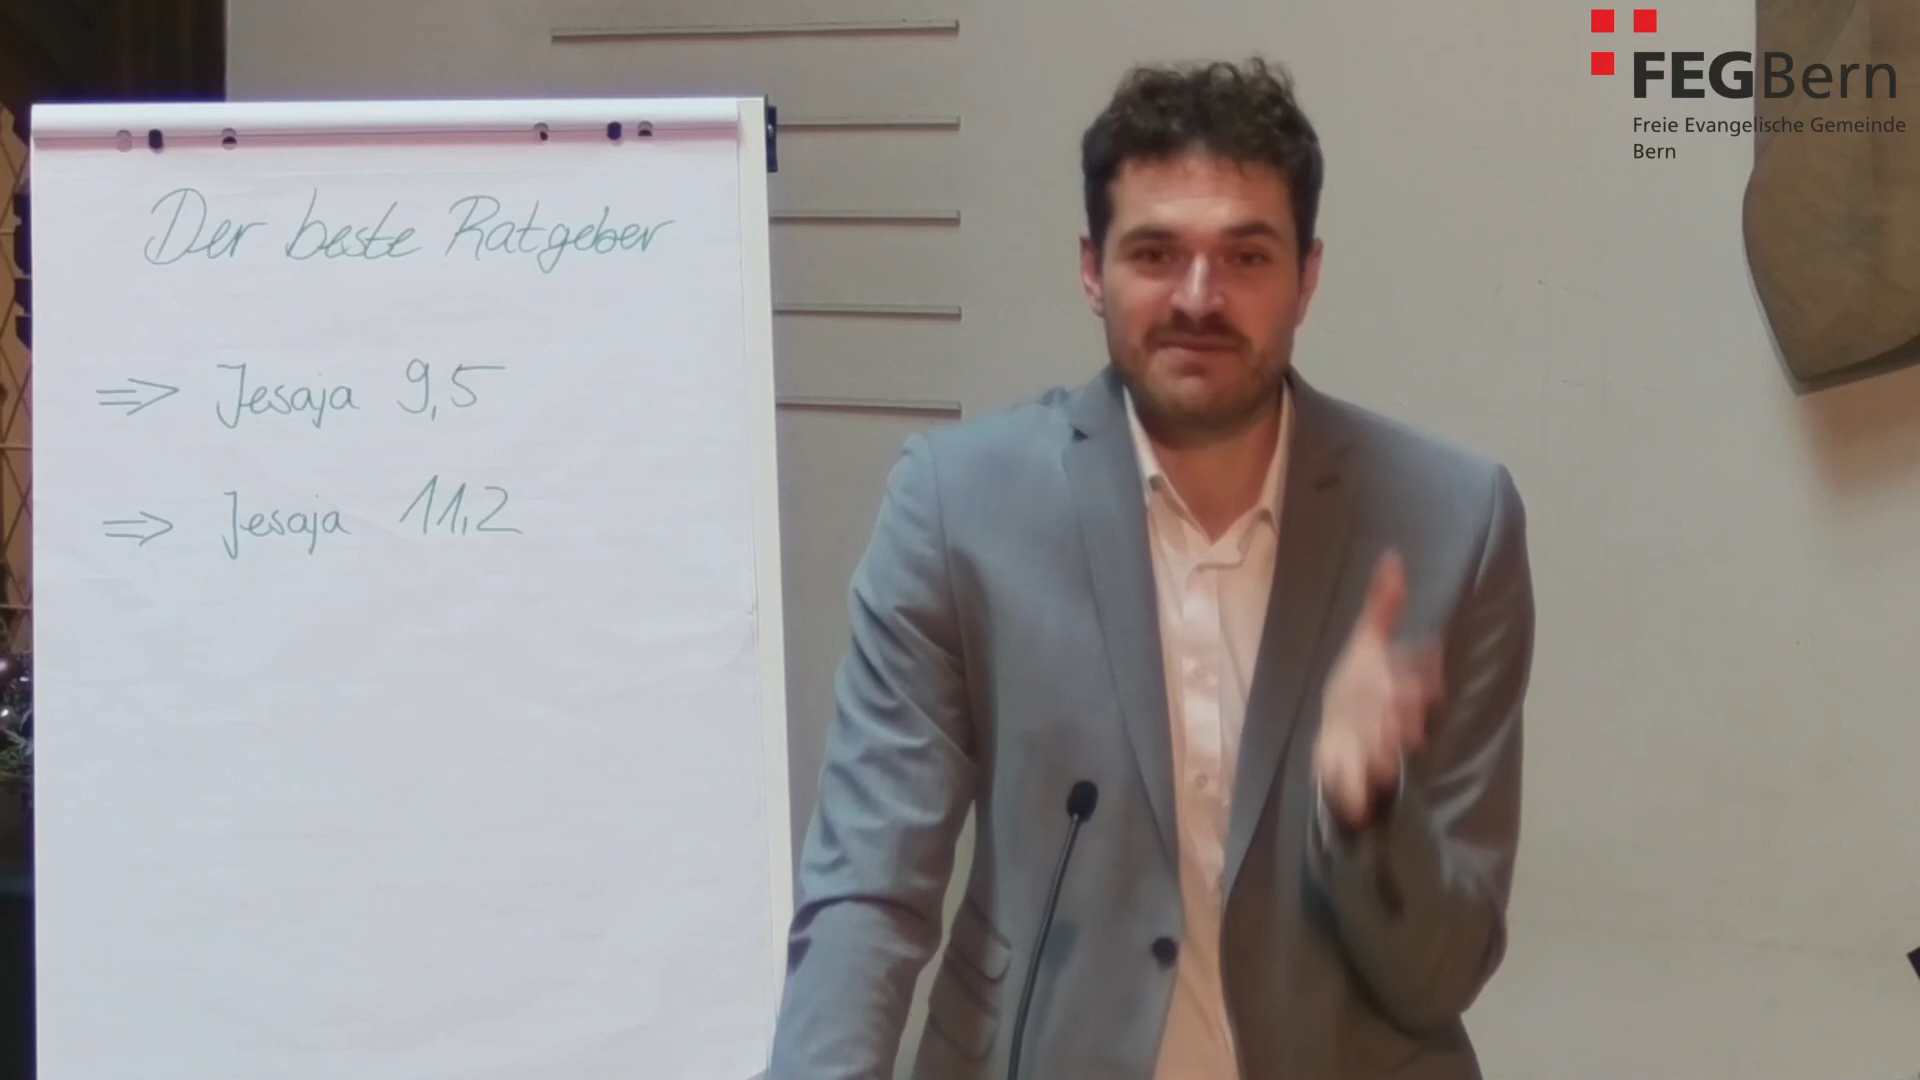 Der beste Ratgeber
⇒ Jesaja 9,5
⇒ Jesaja 11,2
FEGBern
Freie Evangelische Gemeinde
Bern